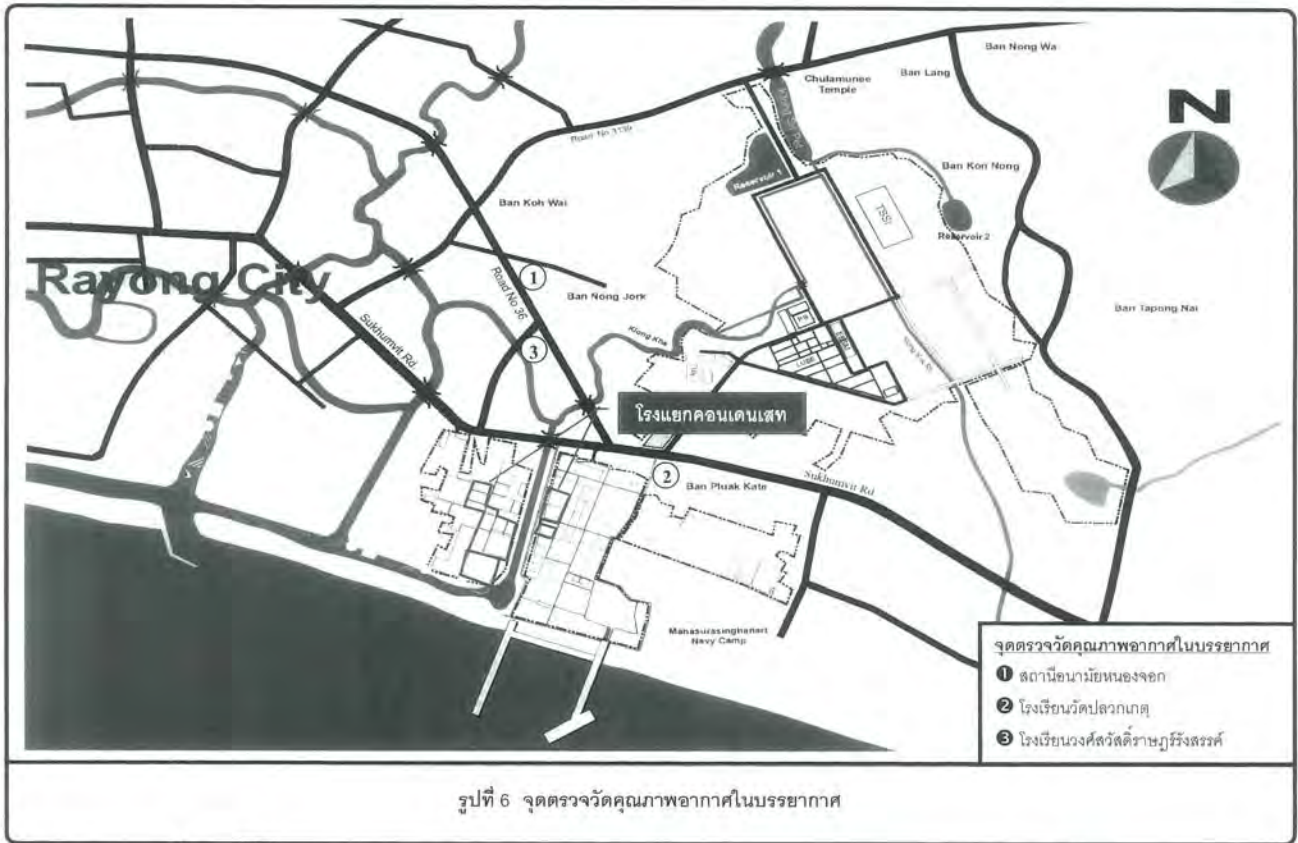 Ban Nong Wa
Ban Lang
Chulamunee
Temple
N
Road No 3139
Reservoir 1
Ban Kon Nong
TSSI
Reservoir 2
Ban Koh Wai
Rayong City
①
Road No 36
Ban Nong Jork
Ban Tapong Nai
Sukhumvit Rd.
③
Klong Kha
LUBE
โรงแยกคอนเดนเสท
②
Ban Pluak Kate
Sukhumvit Rd
Mahasurasinghanart
Navy Camp
จุดตรวจวัดคุณภาพอากาศในบรรยากาศ
❶ สถานีอนามัยหนองจอก
❷ โรงเรียนวัดปลวกเกตุ
❸ โรงเรียนวงศ์สวัสดิ์ราษฎร์รังสรรค์
รูปที่ 6 จุดตรวจวัดคุณภาพอากาศในบรรยากาศ